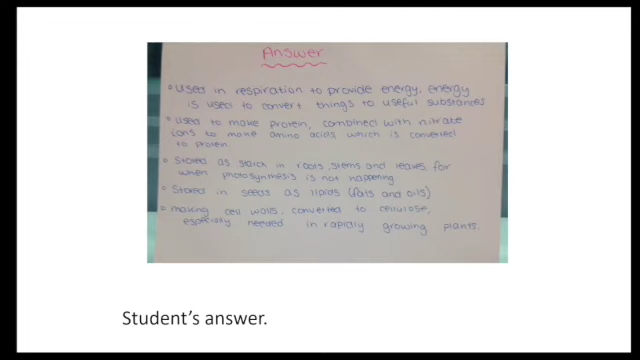 Answer
Used in respiration to provide energy, energy
is used to convert things to useful substances
Used to make protein, combined with nitrate
ions to make amino acids which is converted
to protein
Stored as starch in roots, stems and leaves for
when photosynthesis is not happening
Stored in seeds as lipids (fats and oils)
making cell walls, converted to cellulose,
especially needed in rapidly growing plants.
Student's answer.